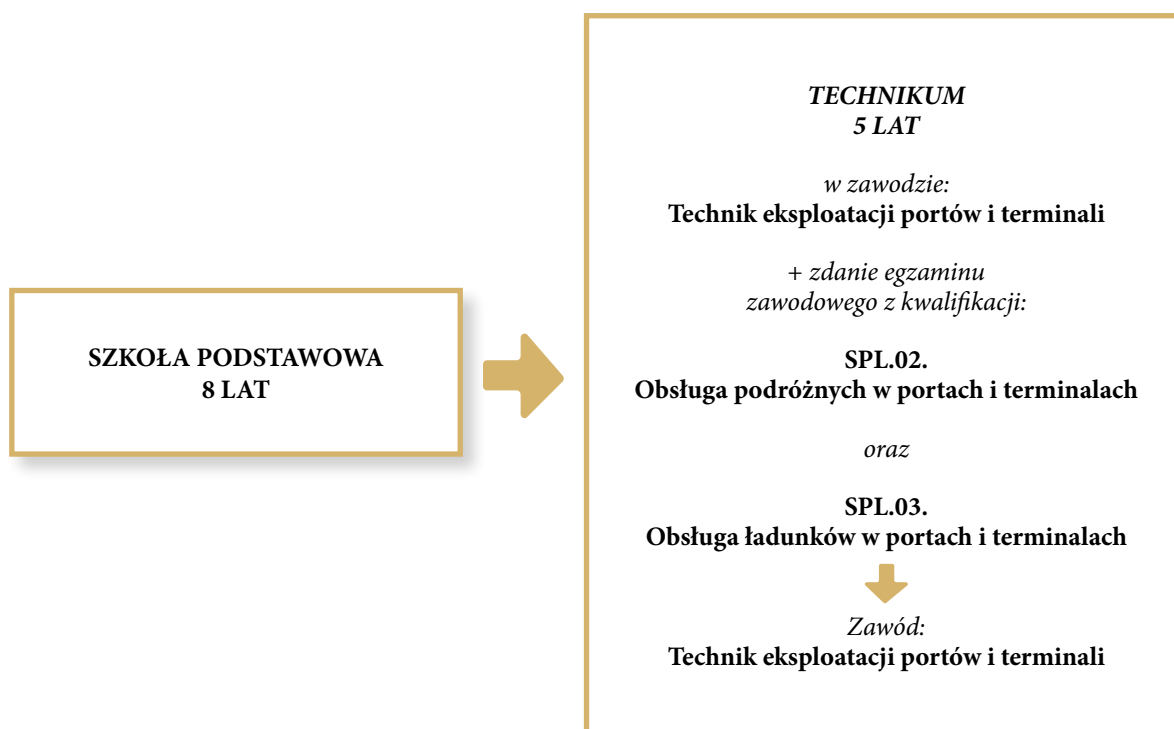 SZKOŁA PODSTAWOWA
8 LAT
TECHNIKUM
5 LAT
w zawodzie:
Technik eksploatacji portów i terminali
+ zdanie egzaminu
zawodowego z kwalifikacji:
SPL.02.
Obsługa podróżnych w portach i terminalach
oraz
SPL.03.
Obsługa ładunków w portach i terminalach
Zawód:
Technik eksploatacji portów i terminali